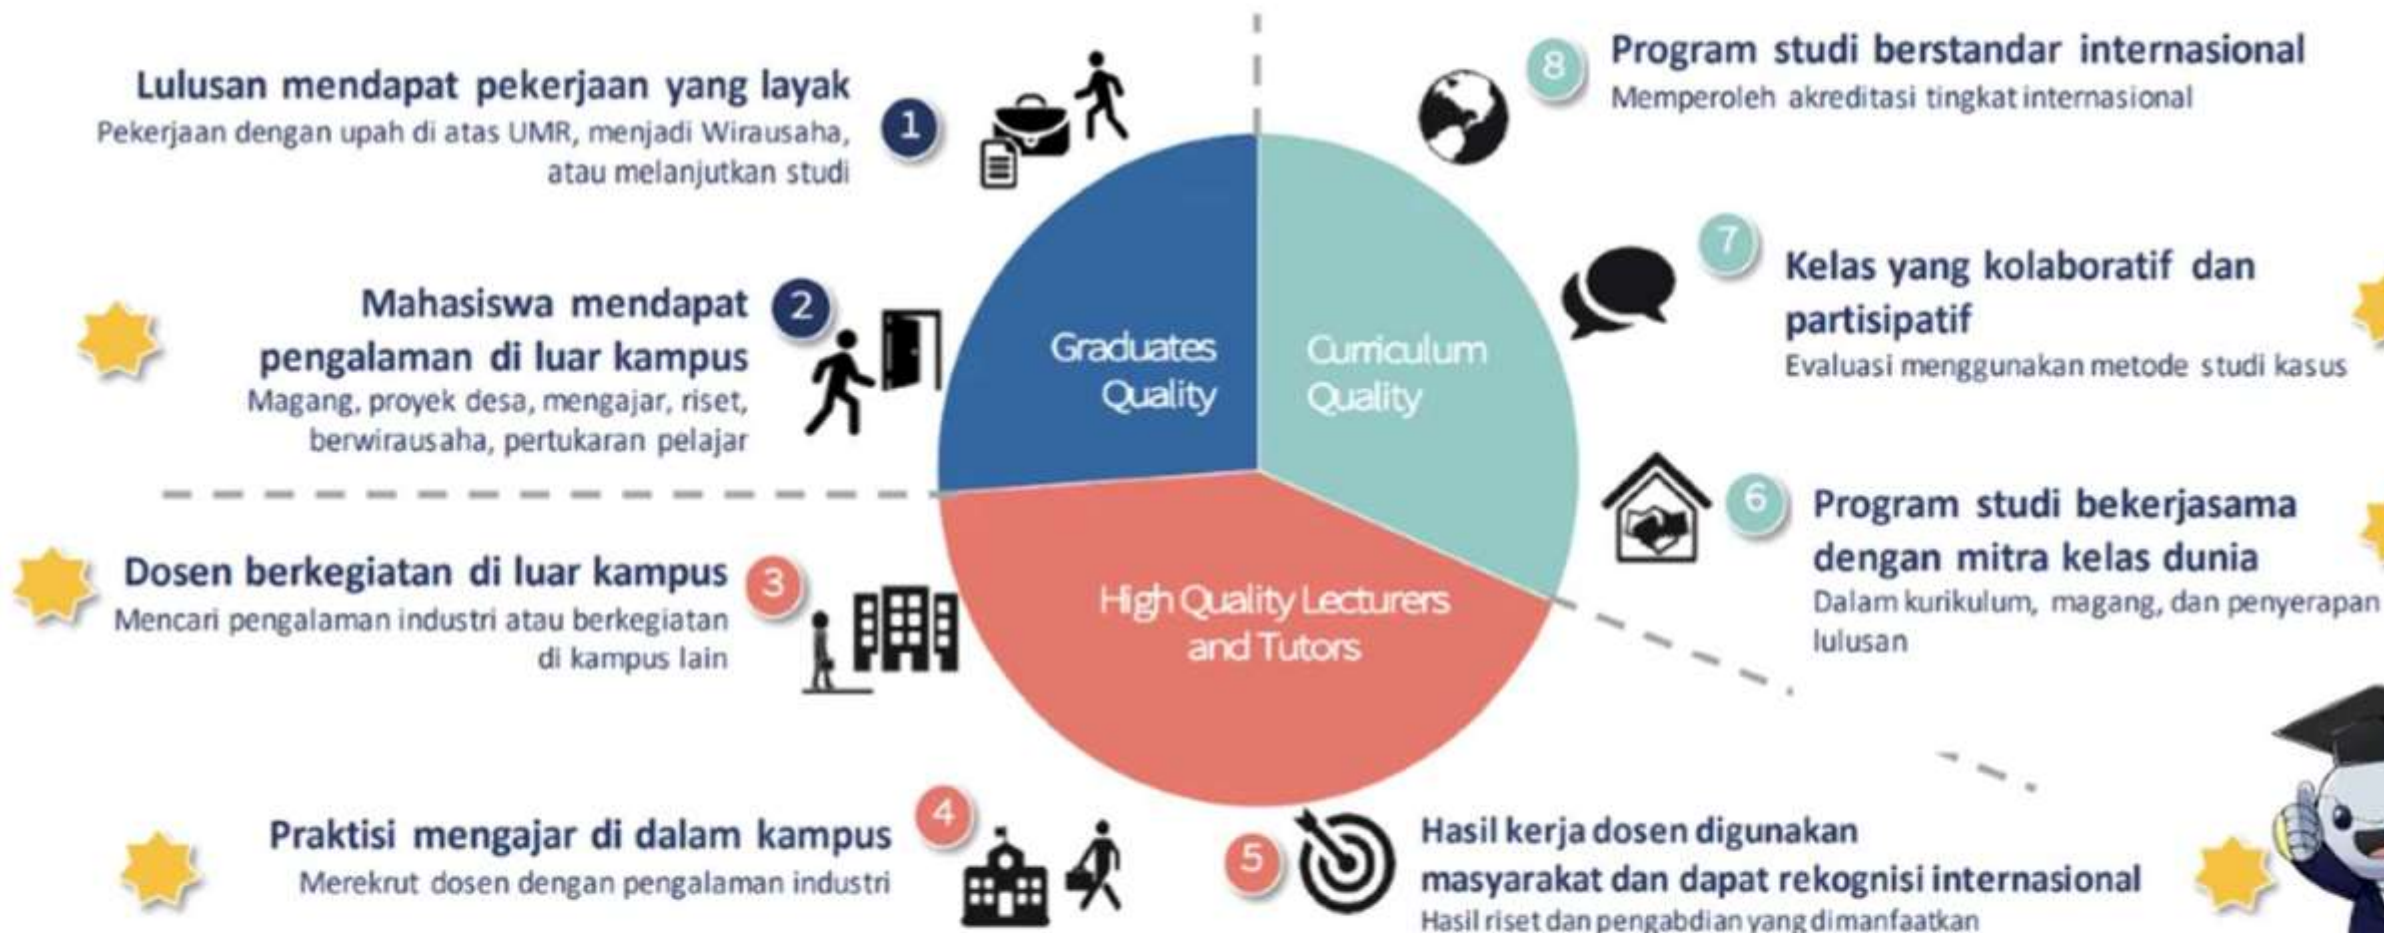 1
Lulusan mendapat pekerjaan yang layak
Pekerjaan dengan upah di atas UMR, menjadi Wirausaha,
atau melanjutkan studi
2
Mahasiswa mendapat
pengalaman di luar kampus
Magang, proyek desa, mengajar, riset,
berwirausaha, pertukaran pelajar
3
Dosen berkegiatan di luar kampus
Mencari pengalaman industri atau berkegiatan
di kampus lain
4
Praktisi mengajar di dalam kampus
Merekrut dosen dengan pengalaman industri
Graduates
Quality
Curriculum
Quality
High Quality Lecturers
and Tutors
5
Hasil kerja dosen digunakan
masyarakat dan dapat rekognisi internasional
Hasil riset dan pengabdian yang dimanfaatkan
6
Program studi bekerjasama
dengan mitra kelas dunia
Dalam kurikulum, magang, dan penyerapan
lulusan
7
Kelas yang kolaboratif dan
partisipatif
Evaluasi menggunakan metode studi kasus
8
Program studi berstandar internasional
Memperoleh akreditasi tingkat internasional